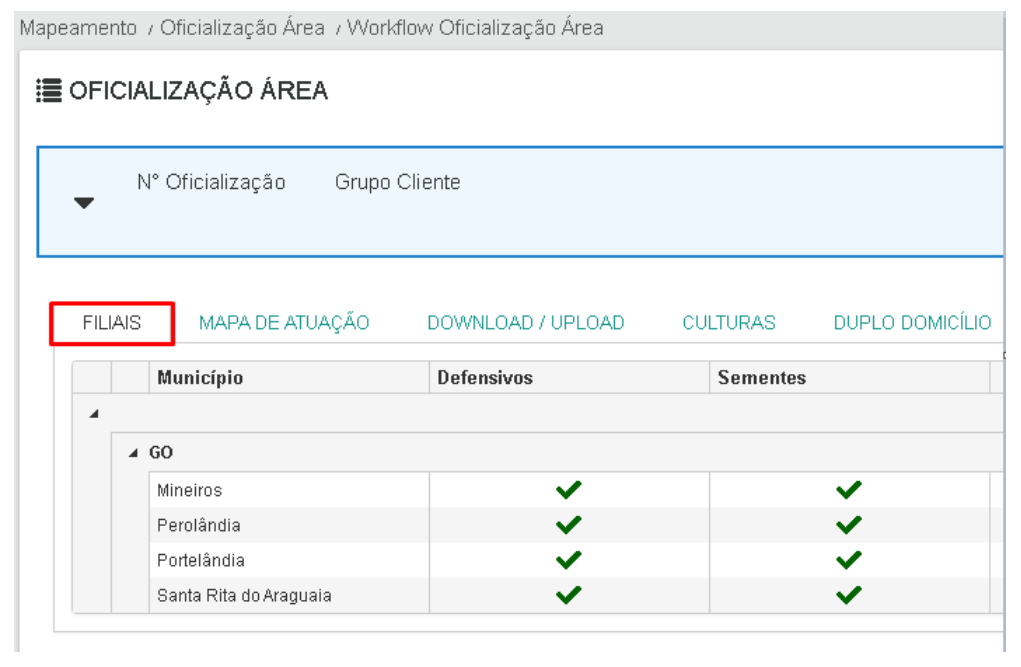 Mapeamento / Oficialização Área / Workflow Oficialização Área
OFICIALIZAÇÃO ÁREA
N° Oficialização Grupo Cliente
FILIAIS MAPA DE ATUAÇÃO DOWNLOAD / UPLOAD CULTURAS DUPLO DOMICÍLIO
Município Defensivos Sementes
GO
Mineiros
Perolândia
Portelândia
Santa Rita do Araguaia